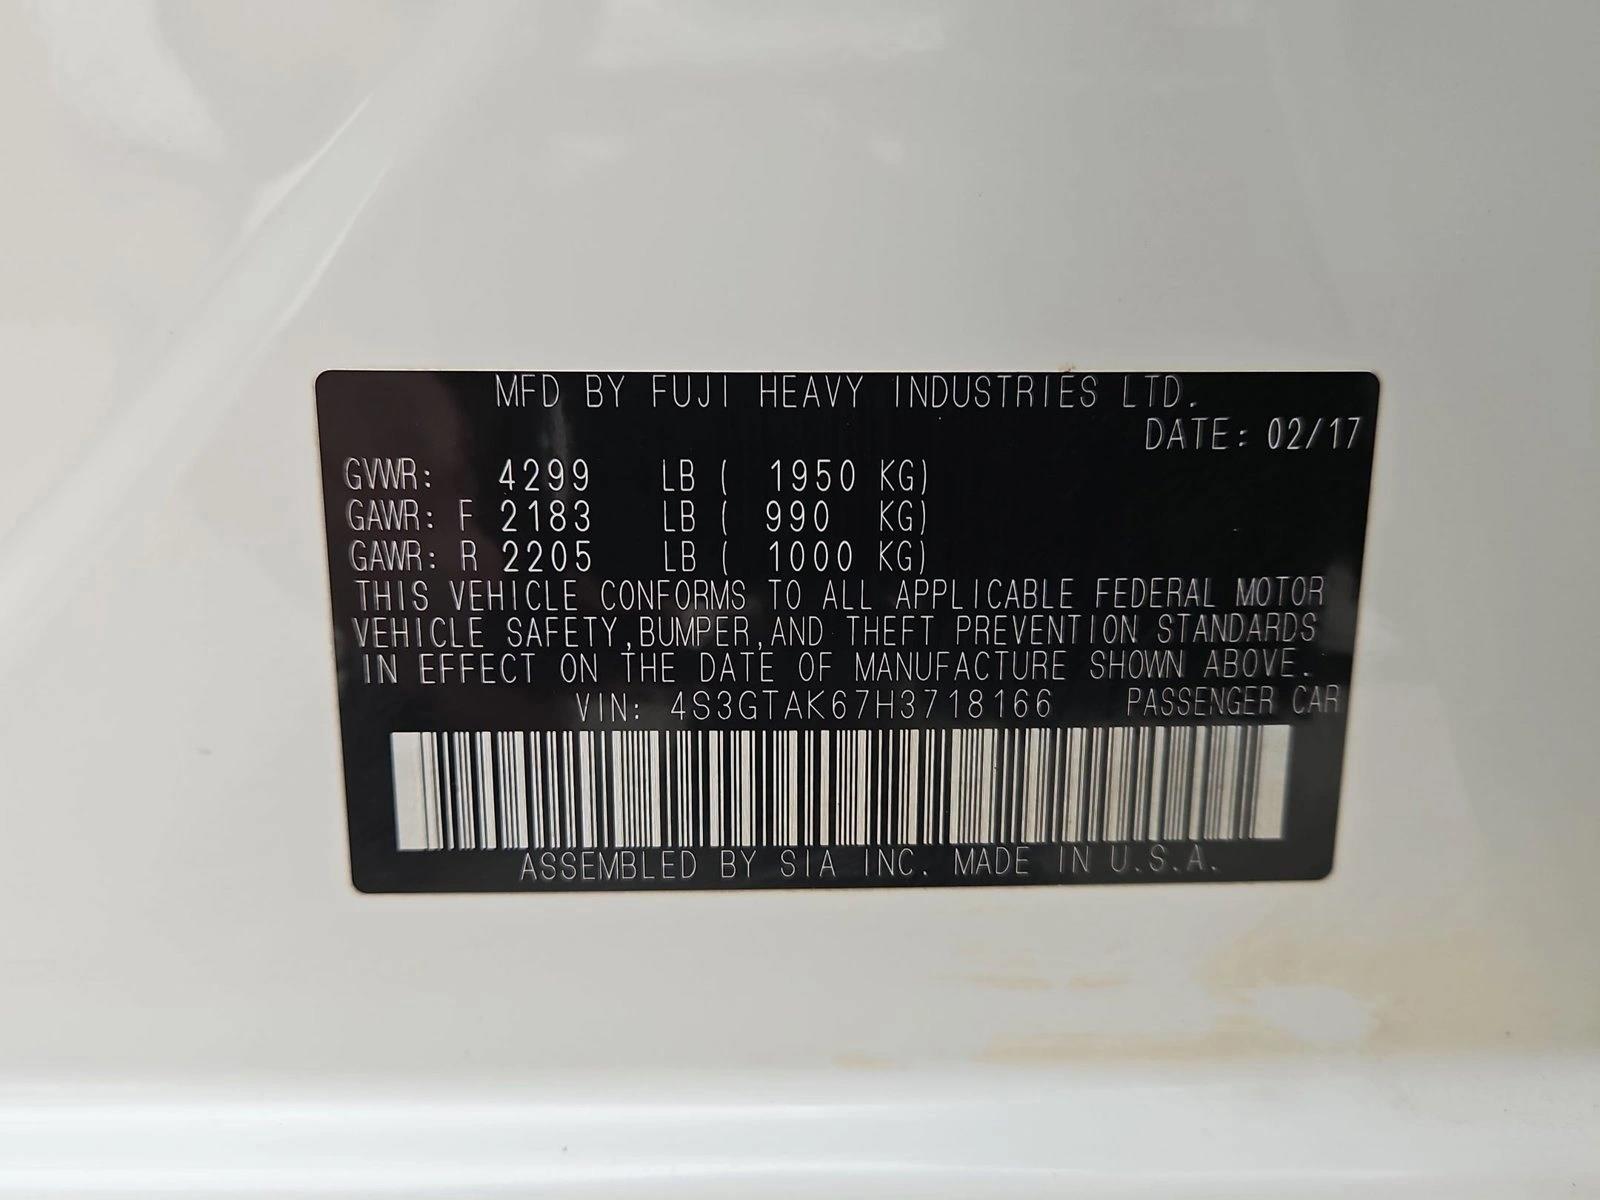 MFD BY FUJI HEAVY INDUSTRIES LTD.
DATE: 02/17
GVWR: 4299 LB ( 1950 KG)
GAWR: F 2183 LB ( 990 KG)
GAWR: R 2205 LB ( 1000 KG)
THIS VEHICLE CONFORMS TO ALL APPLICABLE FEDERAL MOTOR
VEHICLE SAFETY,BUMPER,AND THEFT PREVENTION STANDARDS
IN EFFECT ON THE DATE OF MANUFACTURE SHOWN ABOVE.
VIN: 4S3GTAK67H3718166 PASSENGER CAR
ASSEMBLED BY SIA INC. MADE IN U.S.A.